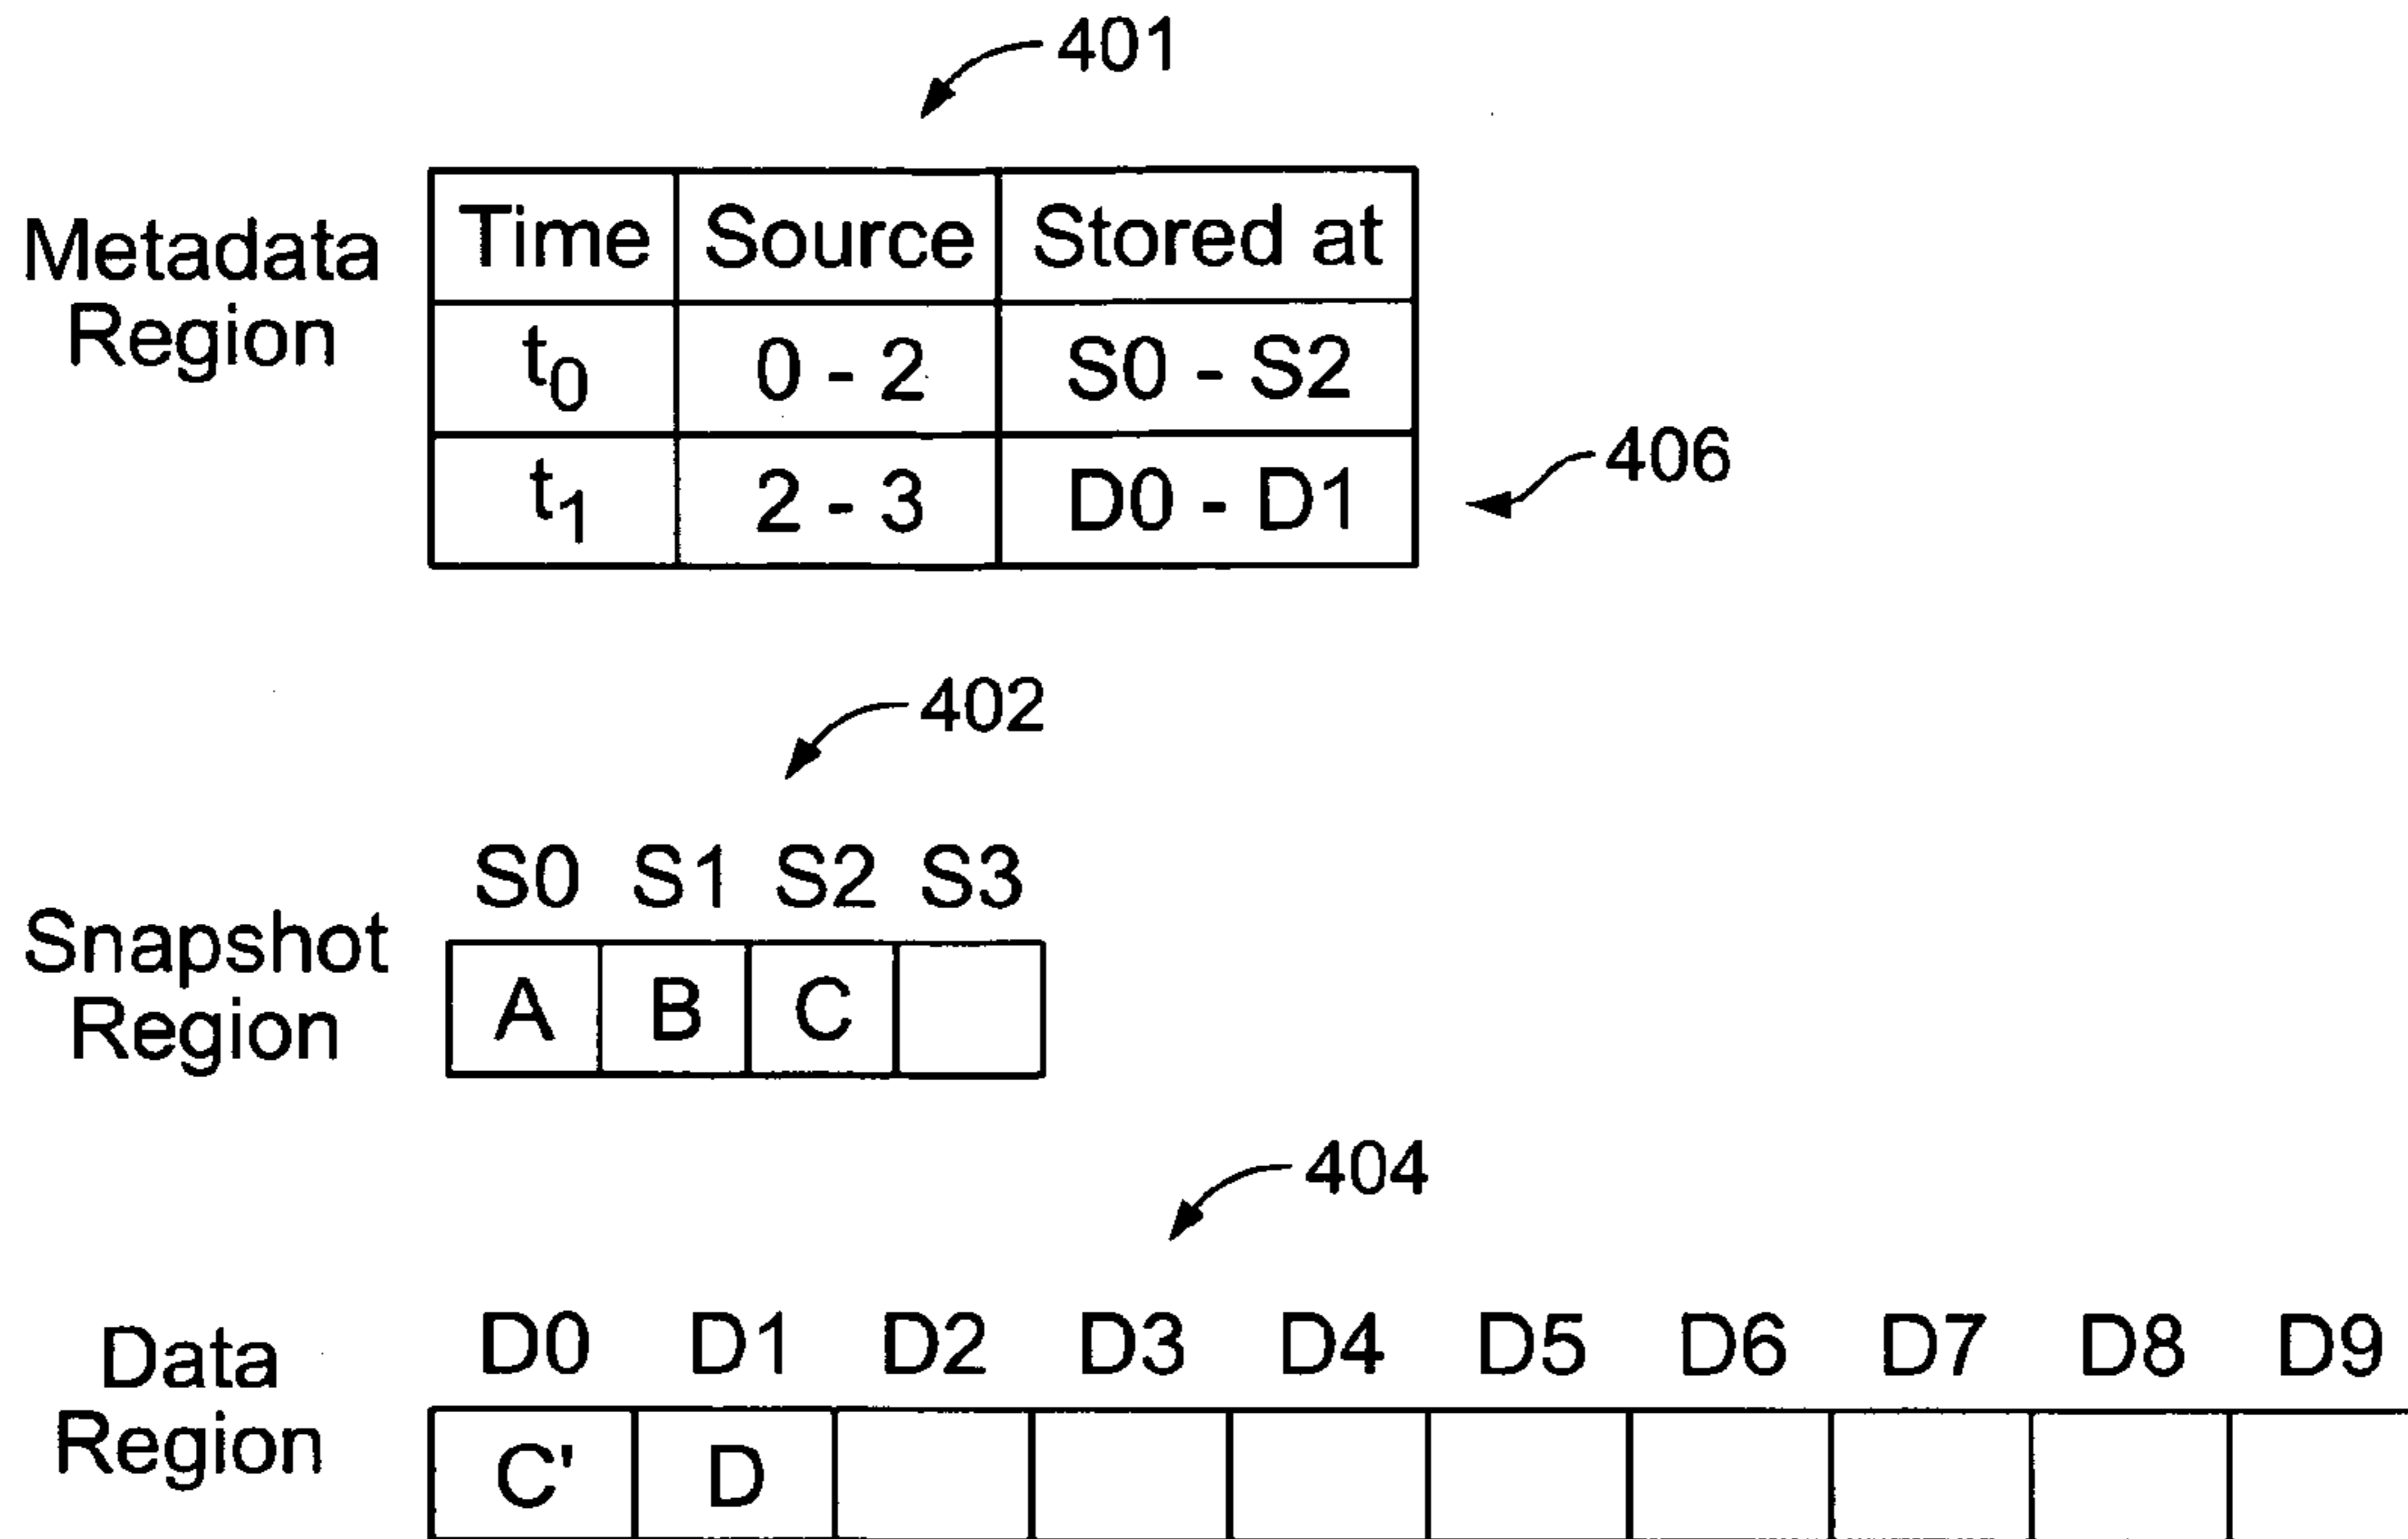 401
Metadata
Region
Time Source Stored at
t0 0 - 2 S0 - S2
t1 2 - 3 D0 - D1
406
402
Snapshot
Region
S0 S1 S2 S3
A B C
404
Data
Region
D0 D1 D2 D3 D4 D5 D6 D7 D8 D9
C' D